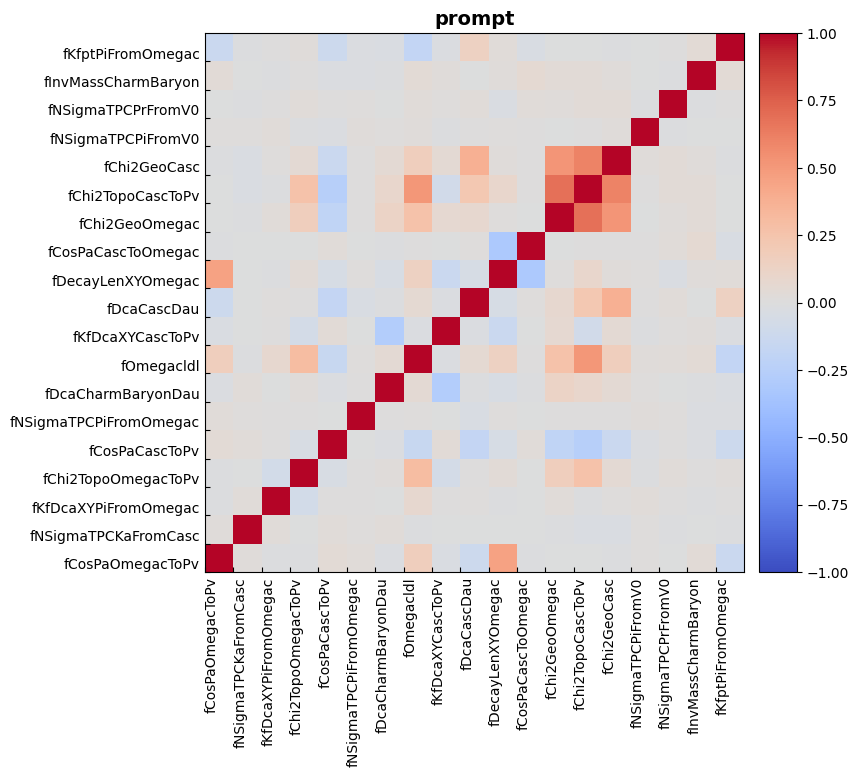 prompt
fKfptPiFromOmegac
fInvMassCharmBaryon
fNSigmaTPCPrFromV0
fNSigmaTPCPiFromV0
fChi2GeoCasc
fChi2TopoCascToPv
fChi2GeoOmegac
fCosPaCascToOmegac
fDecayLenXYOmegac
fDcaCascDau
fKfDcaXYCascToPv
fOmegacldl
fDcaCharmBaryonDau
fNSigmaTPCPiFromOmegac
fCosPaCascToPv
fChi2TopoOmegacToPv
fKfDcaXYPiFromOmegac
fNSigmaTPCKaFromCasc
fCosPaOmegacToPv
fCosPaOmegacToPv
fNSigmaTPCKaFromCasc
fKfDcaXYPiFromOmegac
fChi2TopoOmegacToPv
fCosPaCascToPv
fNSigmaTPCPiFromOmegac
fDcaCharmBaryonDau
fOmegacldl
fKfDcaXYCascToPv
fDcaCascDau
fDecayLenXYOmegac
fCosPaCascToOmegac
fChi2GeoOmegac
fChi2TopoCascToPv
fChi2GeoCasc
fNSigmaTPCPiFromV0
fNSigmaTPCPrFromV0
fInvMassCharmBaryon
fKfptPiFromOmegac
1.00
0.75
0.50
0.25
0.00
−0.25
−0.50
−0.75
−1.00